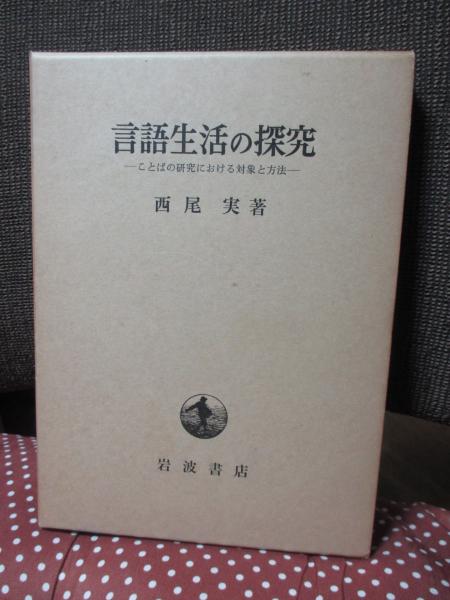 言語生活の探究
―ことばの研究における対象と方法―
西尾 実 著
岩波書店